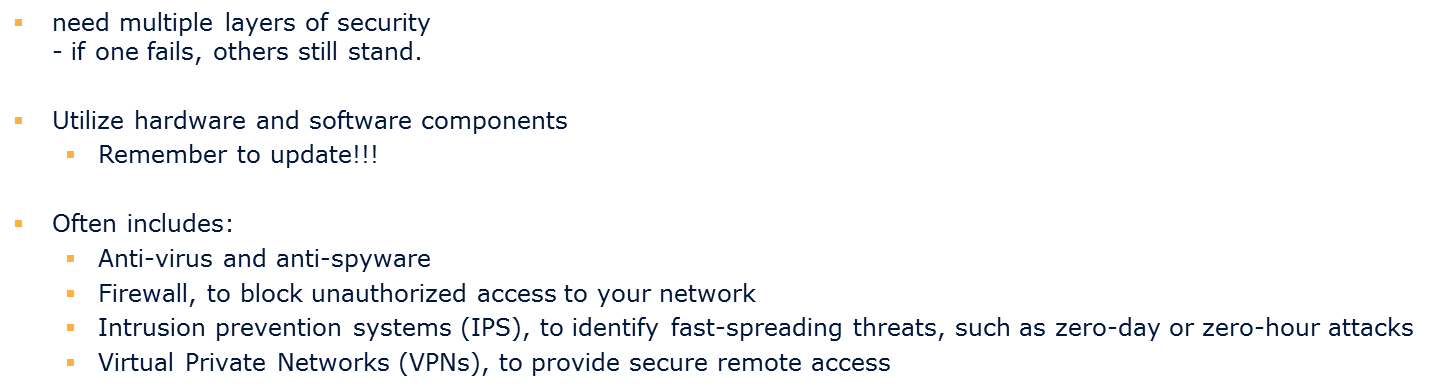 need multiple layers of security
- if one fails, others still stand.
Utilize hardware and software components
Remember to update!!!
Often includes:
Anti-virus and anti-spyware
Firewall, to block unauthorized access to your network
Intrusion prevention systems (IPS), to identify fast-spreading threats, such as zero-day or zero-hour attacks
Virtual Private Networks (VPNs), to provide secure remote access